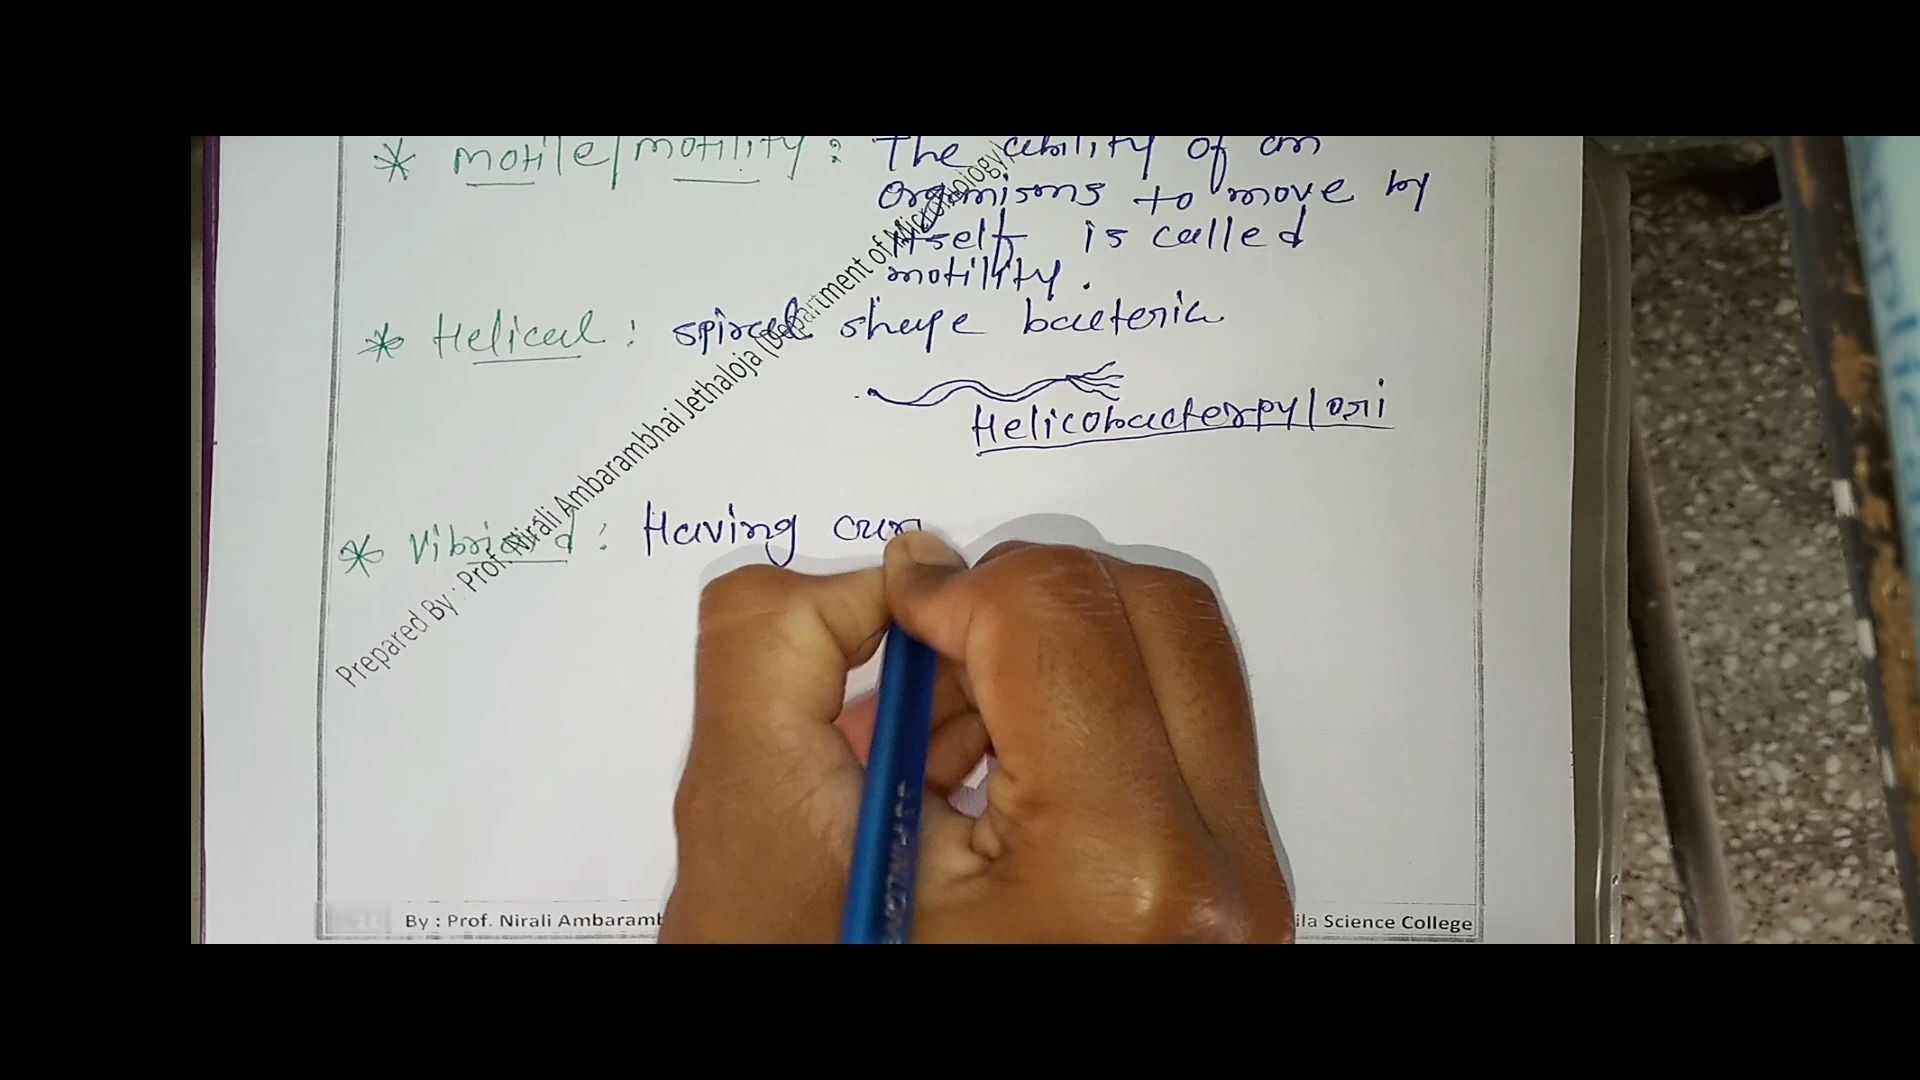 * Motile/motility : The ability of an
organisons to move by
itself is called
motility.
* Helical : spiral shape bacteria
Helicobacterpylori
* Vibrioid : Having cur
Prepared By : Prof. Nirali Ambarambhai Jethaloja (Department of Microbiology)
By : Prof. Nirali Ambaramb
ila Science College